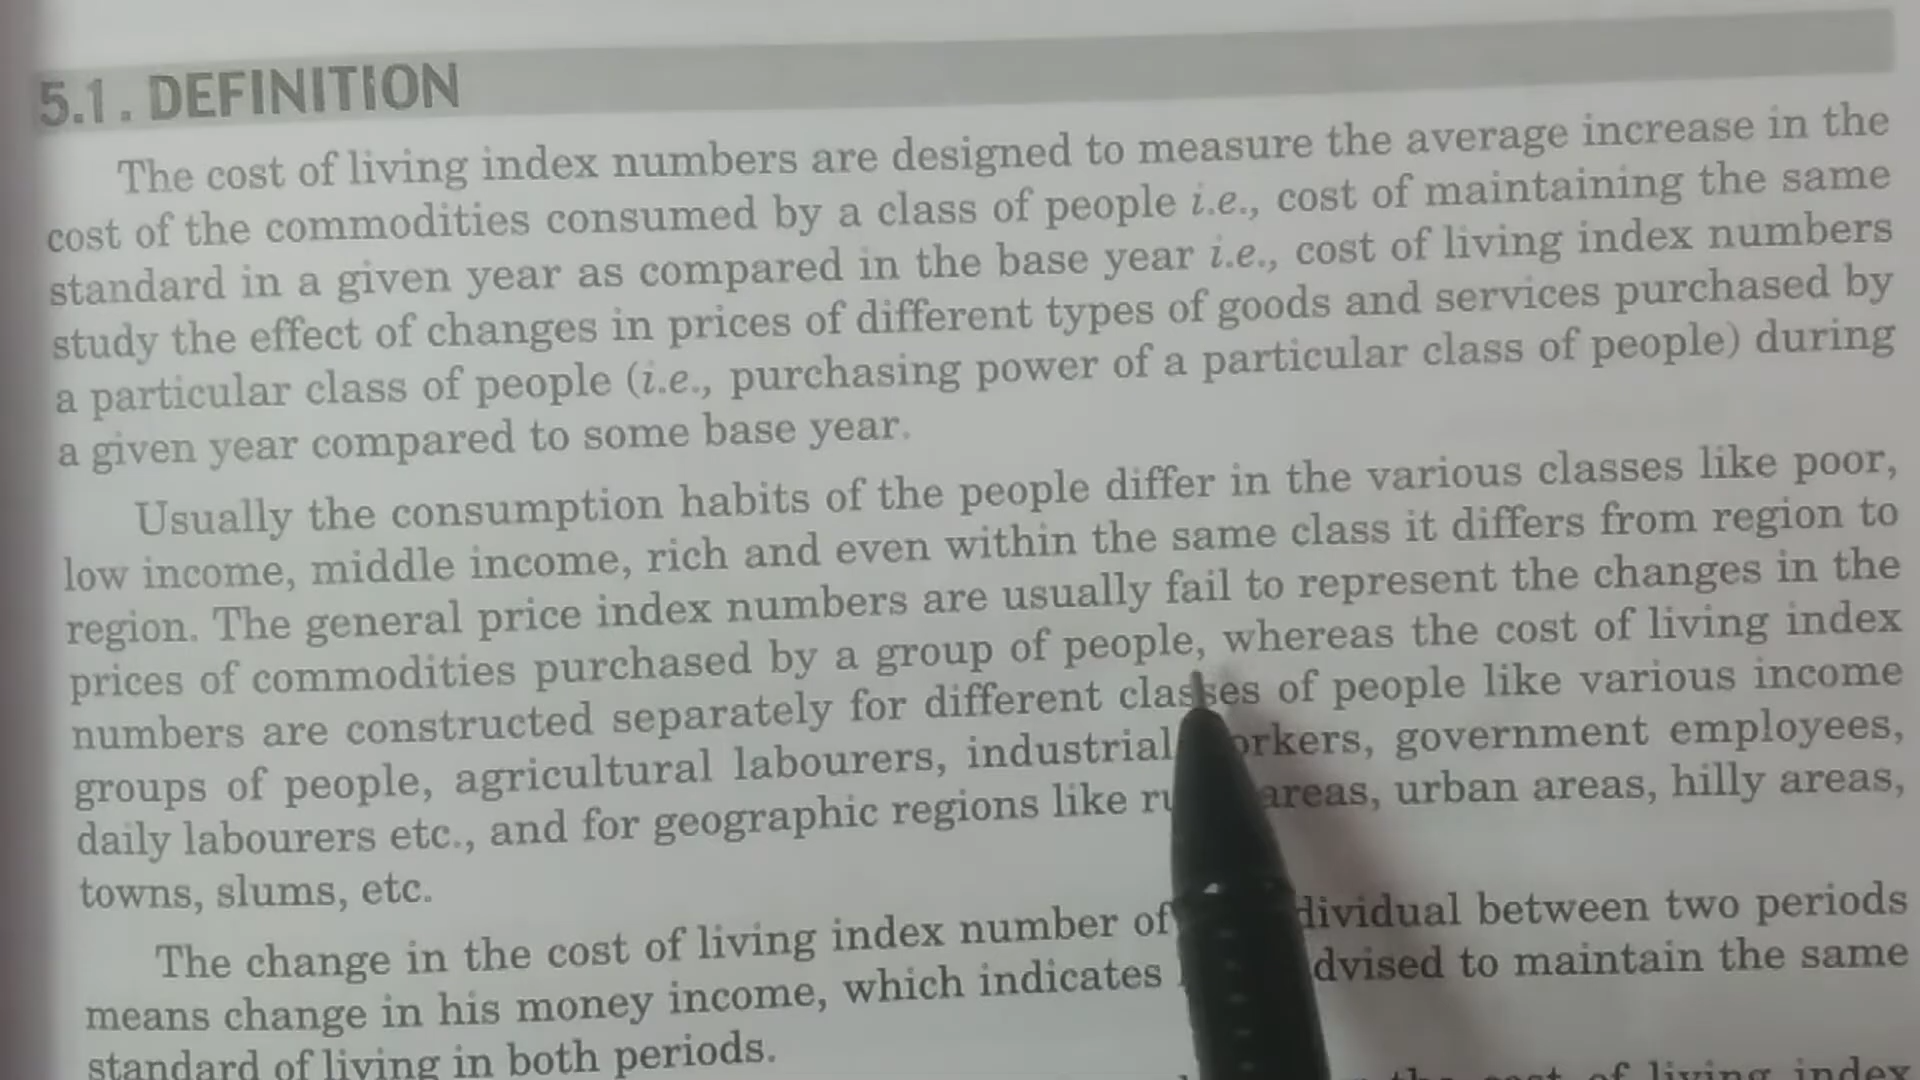 5.1. DEFINITION
The cost of living index numbers are designed to measure the average increase in the
cost of the commodities consumed by a class of people i.e., cost of maintaining the same
standard in a given year as compared in the base year i.e., cost of living index numbers
study the effect of changes in prices of different types of goods and services purchased by
a particular class of people (i.e., purchasing power of a particular class of people) during
a given year compared to some base year.
Usually the consumption habits of the people differ in the various classes like poor,
low income, middle income, rich and even within the same class it differs from region to
region. The general price index numbers are usually fail to represent the changes in the
prices of commodities purchased by a group of people, whereas the cost of living index
numbers are constructed separately for different classes of people like various income
groups of people, agricultural labourers, industrial orkers, government employees,
daily labourers etc., and for geographic regions like ru areas, urban areas, hilly areas,
towns, slums, etc.
The change in the cost of living index number of dividual between two periods
means change in his money income, which indicates dvised to maintain the same
standard of living in both periods.
the cost of living index